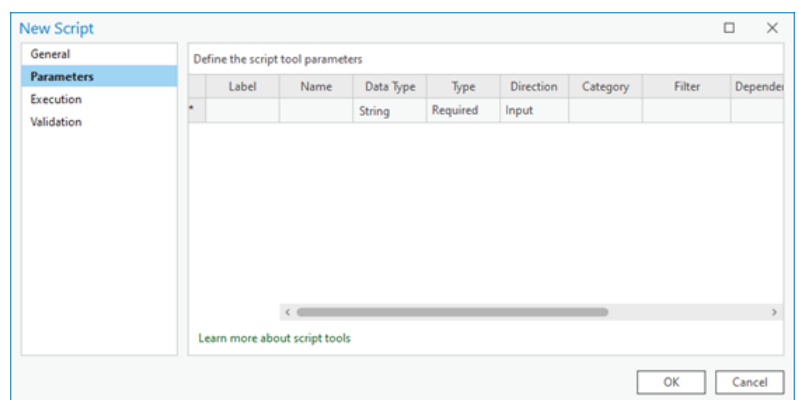 New Script
General
Parameters
Execution
Validation
Define the script tool parameters
Label Name Data Type Type Direction Category Filter Depender
* String Required Input
Learn more about script tools
OK Cancel